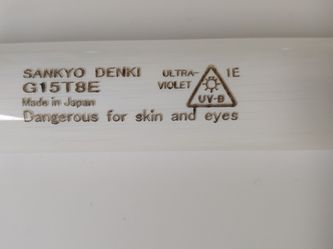 SANKYO DENKI
G15T8E
Made in Japan
Dangerous for skin and eyes
ULTRA-
VIOLET
UV-B
1E